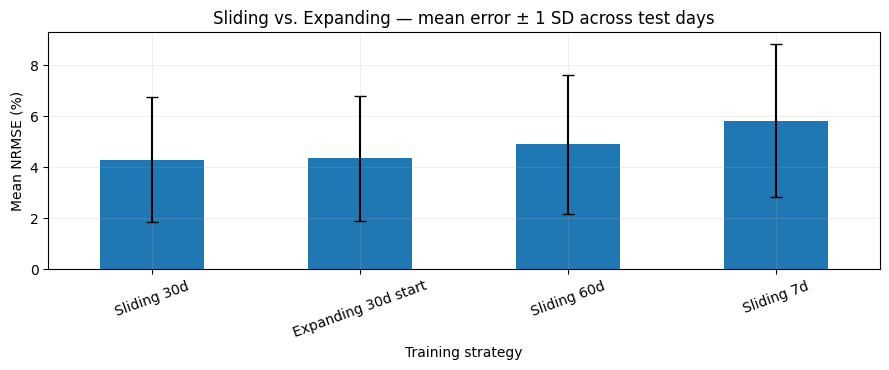 Sliding vs. Expanding — mean error ± 1 SD across test days
Mean NRMSE (%)
8
6
4
2
0
Sliding 30d
Expanding 30d start
Sliding 60d
Sliding 7d
Training strategy